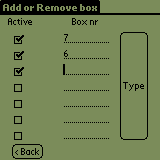 Add or Remove box
Active Box nr
7
6
Type
< Back